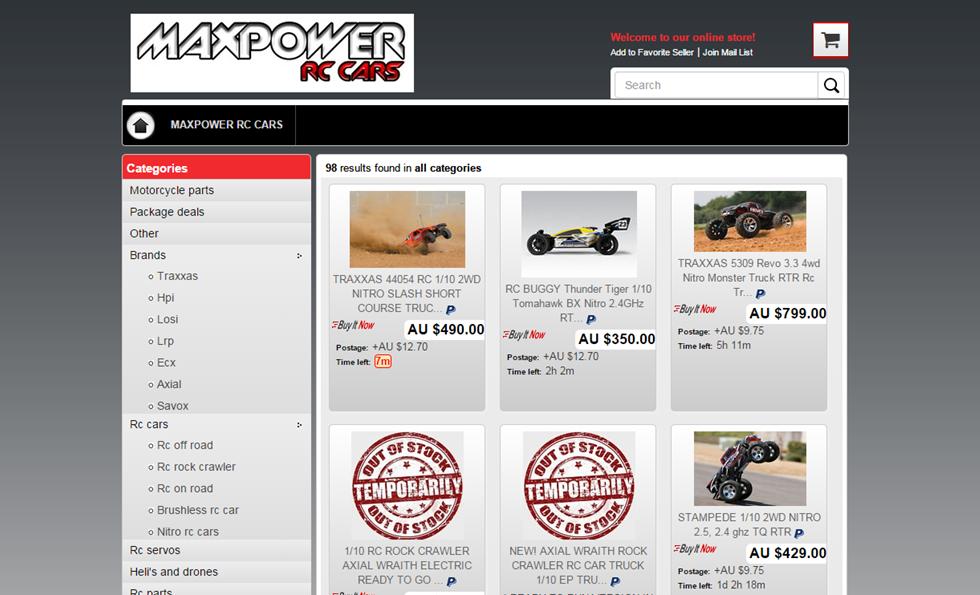 MAXPOWER
RC CARS
Welcome to our online store!
Add to Favorite Seller | Join Mail List
Search
MAXPOWER RC CARS
Categories
Motorcycle parts
Package deals
Other
Brands
Traxxas
Hpi
Losi
Lrp
Ecx
Axial
Savox
Rc cars
Rc off road
Rc rock crawler
Rc on road
Brushless rc car
Nitro rc cars
Rc servos
Heli's and drones
Rc parts
98 results found in all categories
TRAXXAS 44054 RC 1/10 2WD
NITRO SLASH SHORT
COURSE TRUC...
Buy It Now
AU $490.00
Postage: +AU $12.70
Time left: 7m
23
RC BUGGY Thunder Tiger 1/10
Tomahawk BX Nitro 2.4GHz
RT...
Buy It Now
AU $350.00
Postage: +AU $12.70
Time left: 2h 2m
TRAXXAS 5309 Revo 3.3 4wd
Nitro Monster Truck RTR Rc
Tr...
Buy It Now
AU $799.00
Postage: +AU $9.75
Time left: 5h 11m
OUT OF STOCK
TEMPORARILY
OUT OF STOCK
1/10 RC ROCK CRAWLER
AXIAL WRAITH ELECTRIC
READY TO GO ...
OUT OF STOCK
TEMPORARILY
OUT OF STOCK
NEW! AXIAL WRAITH ROCK
CRAWLER RC CAR TRUCK
1/10 EP TRU...
STAMPEDE 1/10 2WD NITRO
2.5, 2.4 ghz TQ RTR
Buy It Now
AU $429.00
Postage: +AU $9.75
Time left: 1d 2h 18m